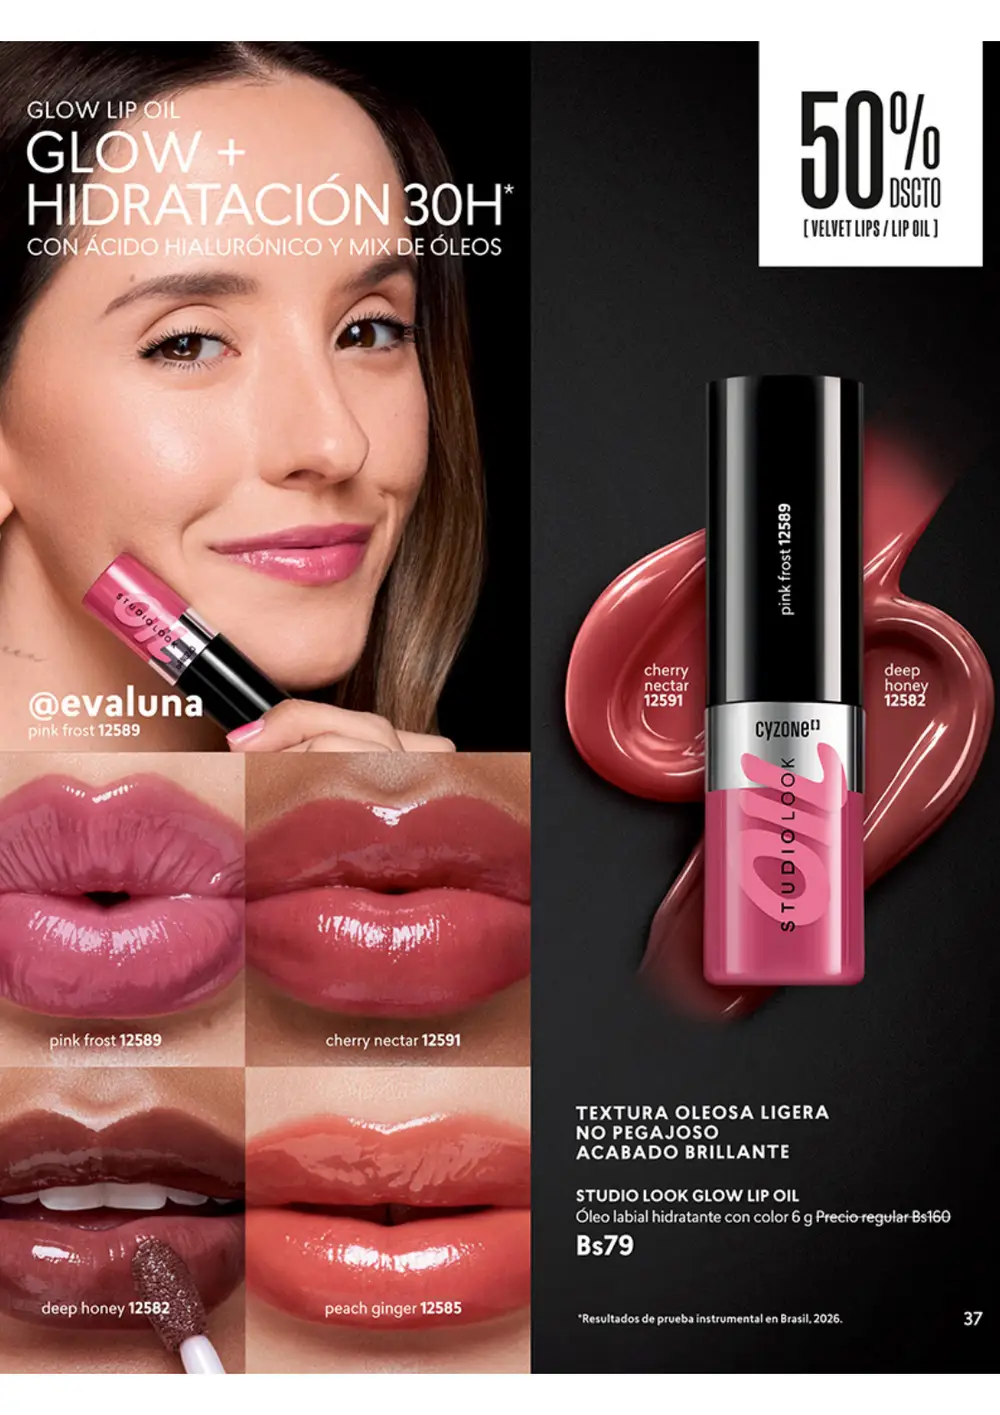 GLOW LIP OIL
GLOW +
HIDRATACIÓN 30H*
CON ÁCIDO HIALURÓNICO Y MIX DE ÓLEOS
50% DSCTO
[ VELVET LIPS / LIP OIL ]
STUDIO LOOK
OIL
@evaluna
pink frost 12589
pink frost 12589
cherry
nectar
12591
deep
honey
12582
cyzone
OIL
STUDIO LOOK
pink frost 12589
cherry nectar 12591
deep honey 12582
peach ginger 12585
TEXTURA OLEOSA LIGERA
NO PEGAJOSO
ACABADO BRILLANTE
STUDIO LOOK GLOW LIP OIL
Óleo labial hidratante con color 6 g Precio regular Bs160
Bs79
*Resultados de prueba instrumental en Brasil, 2026.
37